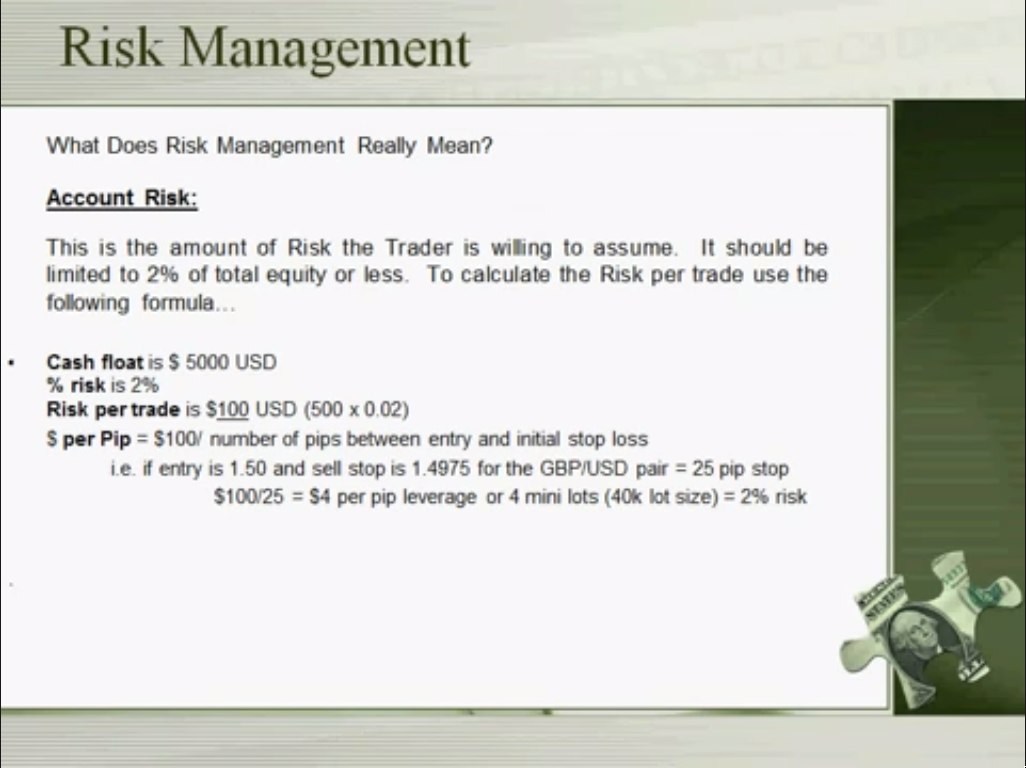 Risk Management
What Does Risk Management Really Mean?
Account Risk:
This is the amount of Risk the Trader is willing to assume. It should be
limited to 2% of total equity or less. To calculate the Risk per trade use the
following formula…
• Cash float is $ 5000 USD
% risk is 2%
Risk per trade is $100 USD (500 x 0.02)
$ per Pip = $100/ number of pips between entry and initial stop loss
i.e. if entry is 1.50 and sell stop is 1.4975 for the GBP/USD pair = 25 pip stop
$100/25 = $4 per pip leverage or 4 mini lots (40k lot size) = 2% risk